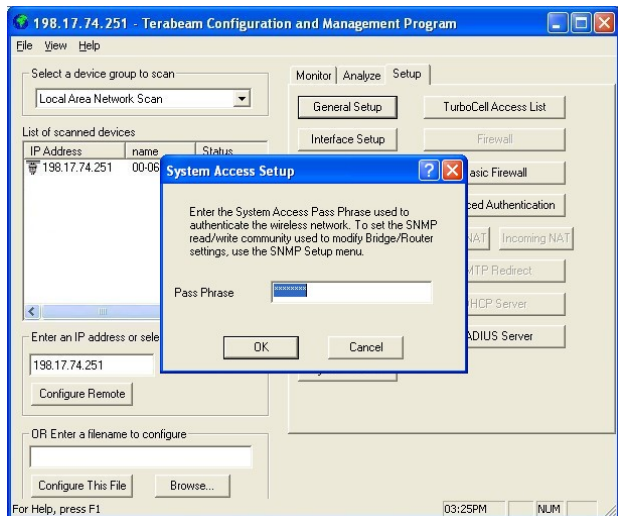 198.17.74.251 - Terabeam Configuration and Management Program
File View Help
Select a device group to scan
Local Area Network Scan
List of scanned devices
IP Address name Status
198.17.74.251 00-06
Enter an IP address or sele
198.17.74.251
Configure Remote
OR Enter a filename to configure
Configure This File Browse...
Monitor Analyze Setup
General Setup TurboCell Access List
Interface Setup Firewall
asic Firewall
ced Authentication
NAT Incoming NAT
MTP Redirect
HCP Server
ADIUS Server
System Access Setup
Enter the System Access Pass Phrase used to
authenticate the wireless network. To set the SNMP
read/write community used to modify Bridge/Router
settings, use the SNMP Setup menu.
Pass Phrase ********
OK Cancel
For Help, press F1 03:25PM NUM